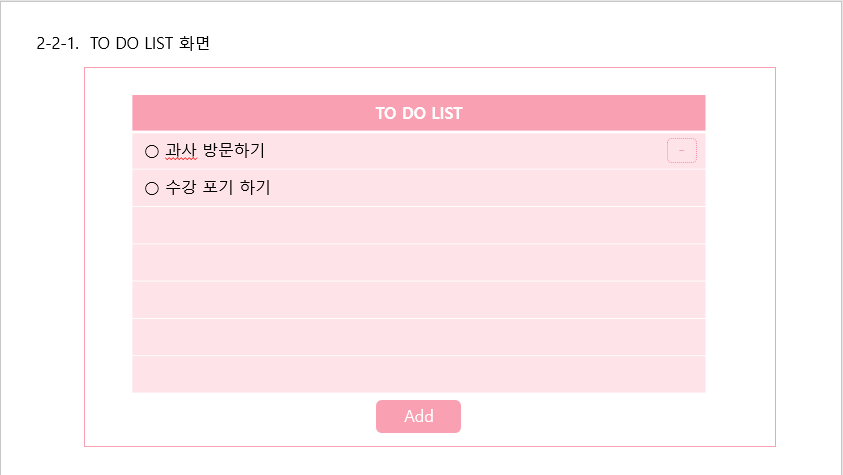 2-2-1. TO DO LIST 화면
TO DO LIST
○ 과사 방문하기 -
○ 수강 포기 하기
Add